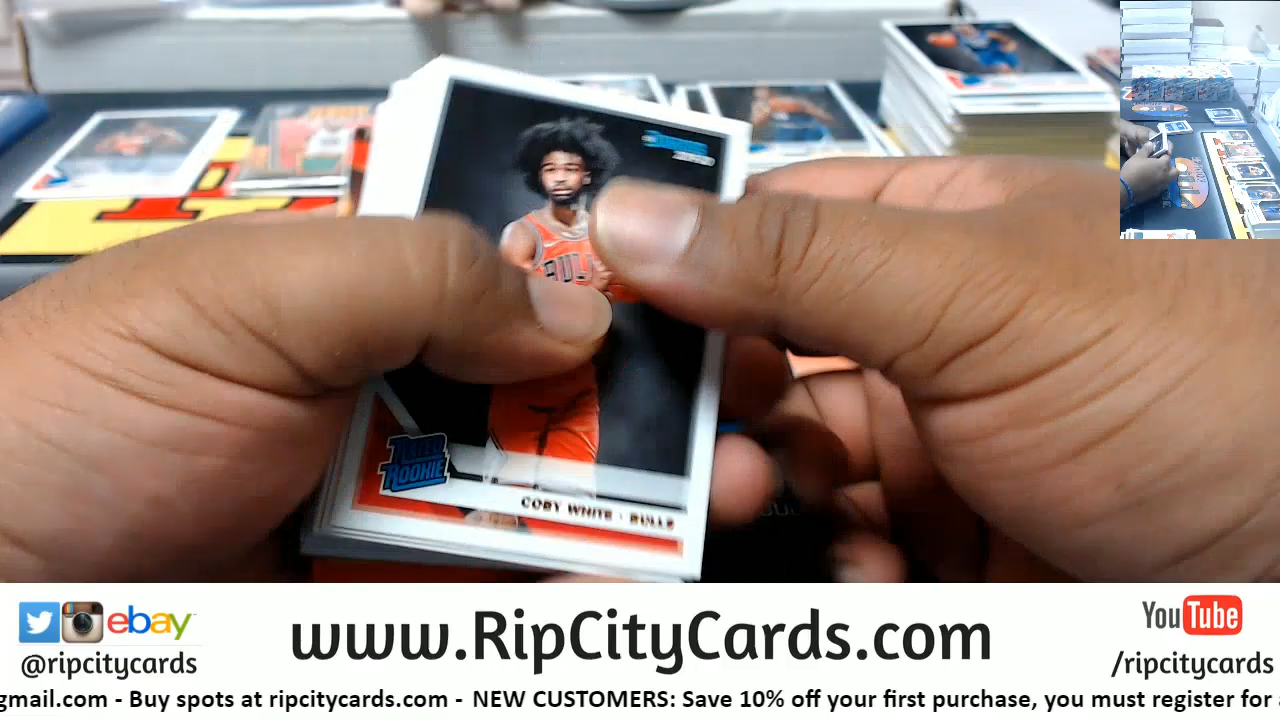 BULL
RATED
ROOKIE
COBY WHITE - BULLS
ebay
@ripcitycards
www.RipCityCards.com
YouTube
/ripcitycards
gmail.com - Buy spots at ripcitycards.com - NEW CUSTOMERS: Save 10% off your first purchase, you must register for